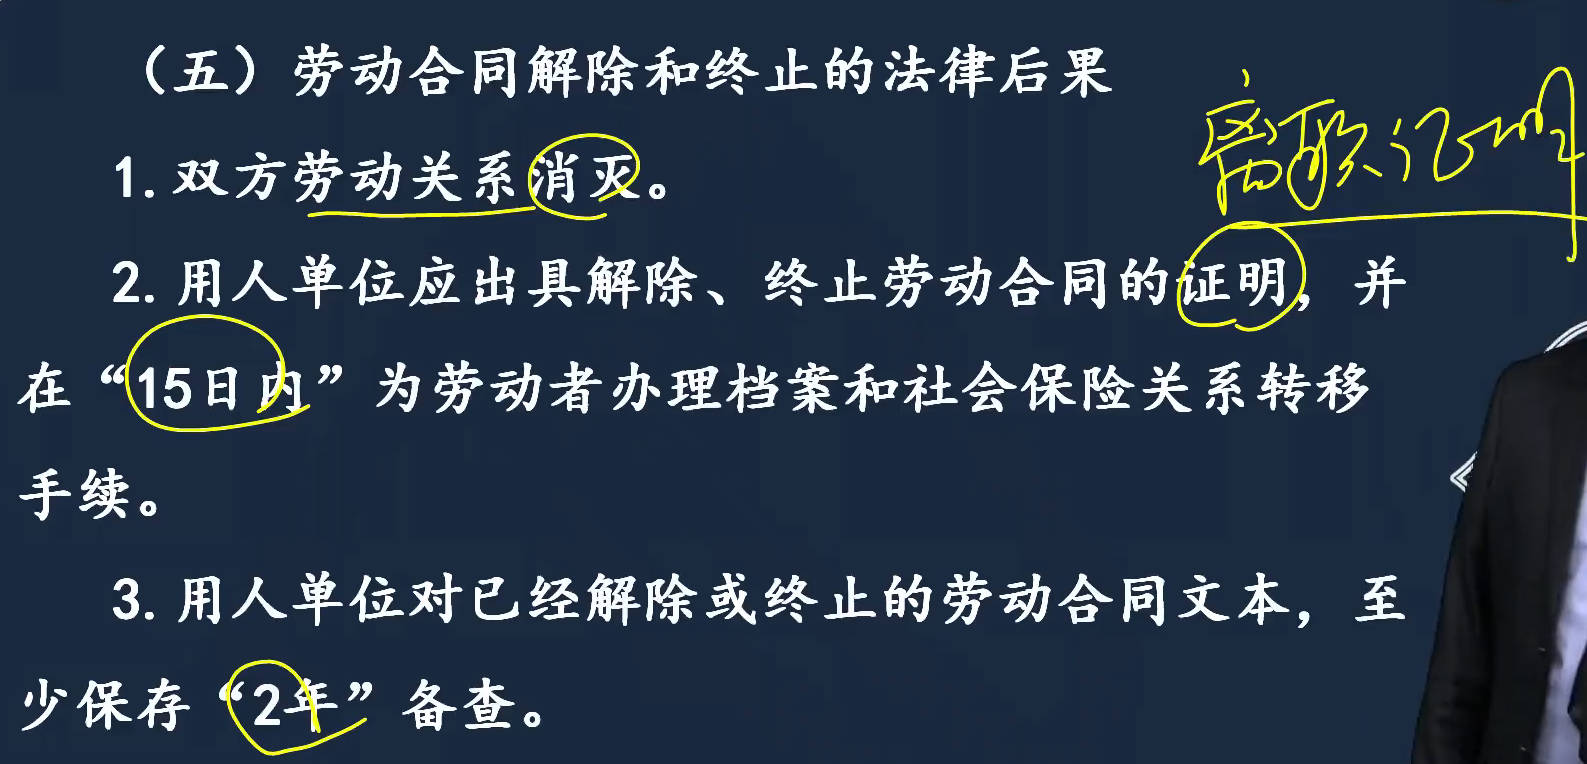 （五）劳动合同解除和终止的法律后果
离职证明
1.双方劳动关系消灭。
2.用人单位应出具解除、终止劳动合同的证明，并
在“15日内”为劳动者办理档案和社会保险关系转移
手续。
3.用人单位对已经解除或终止的劳动合同文本，至
少保存“2年”备查。